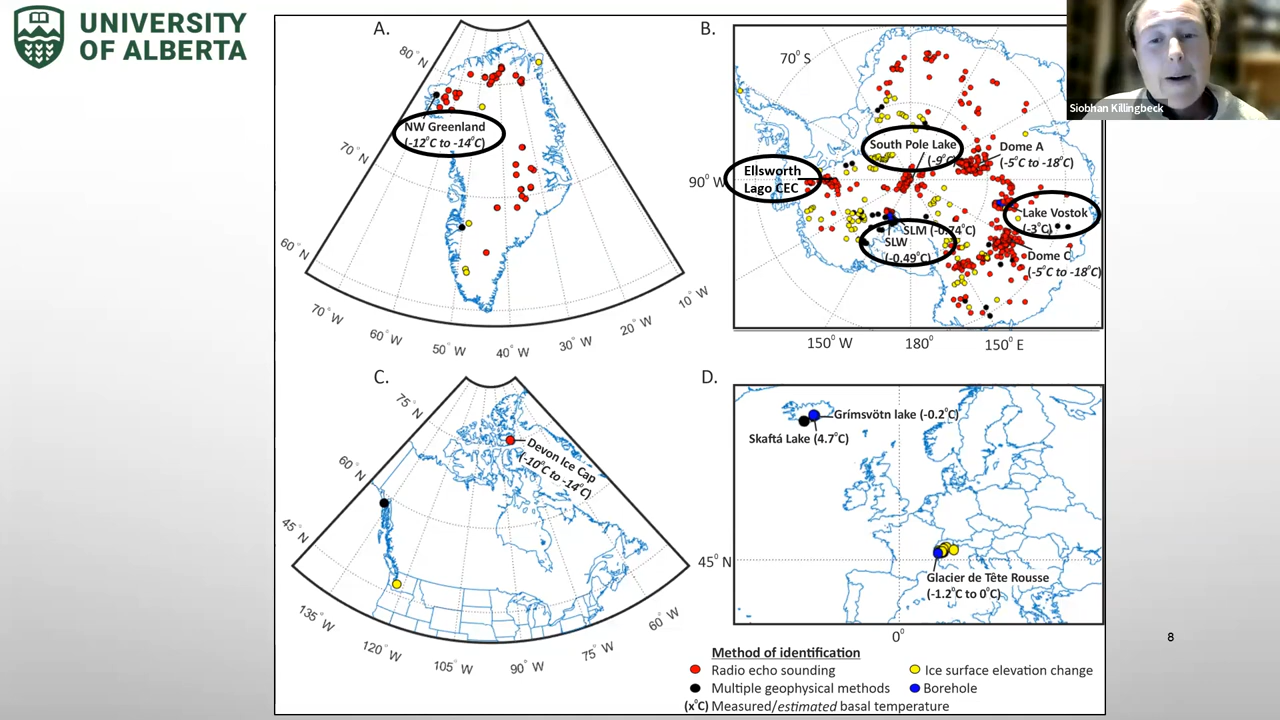 UNIVERSITY
OF ALBERTA
A.
80° N
70° N
60° N
70° W
60° W
50° W
40° W
30° W
20° W
10° W
NW Greenland
(-12°C to -14°C)
B.
70° S
90° W
150° W
180°
150° E
South Pole Lake
(-9°C)
Dome A
(-5°C to -18°C)
Ellsworth
Lago CEC
Lake Vostok
(-3°C)
SLM (-0.74°C)
SLW
(-0.49°C)
Dome C
(-5°C to -18°C)
Siobhan Killingbeck
C.
75° N
60° N
45° N
135° W
120° W
105° W
90° W
75° W
60° W
Devon Ice Cap
(-10°C to -14°C)
D.
Grímsvötn lake (-0.2°C)
Skaftá Lake (4.7°C)
45° N
Glacier de Tête Rousse
(-1.2°C to 0°C)
0°
8
Method of identification
Radio echo sounding
Ice surface elevation change
Multiple geophysical methods
Borehole
(x°C) Measured/estimated basal temperature